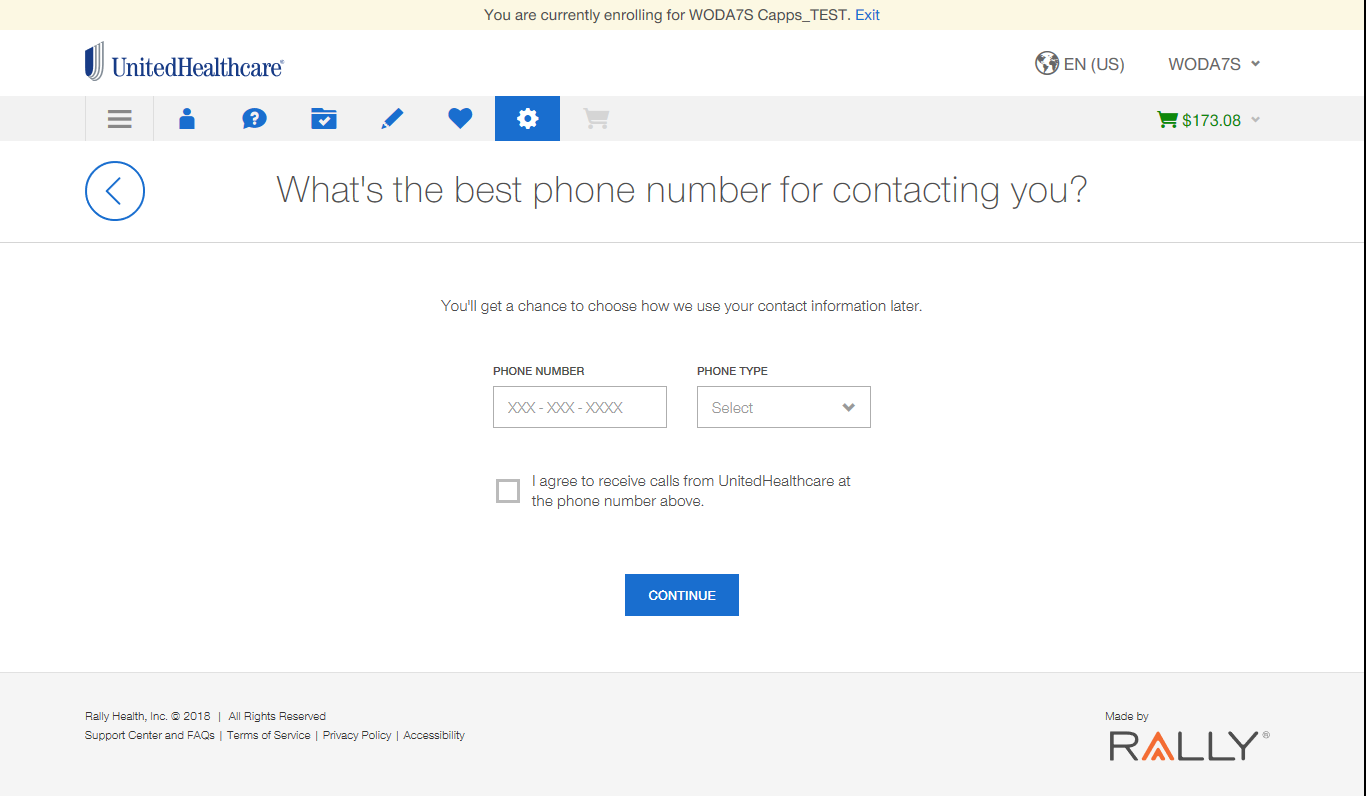 You are currently enrolling for WODA7S Capps_TEST. Exit
UnitedHealthcare®
EN (US)
WODA7S
$173.08
What's the best phone number for contacting you?
You'll get a chance to choose how we use your contact information later.
PHONE NUMBER
PHONE TYPE
XXX - XXX - XXXX
Select
I agree to receive calls from UnitedHealthcare at
the phone number above.
CONTINUE
Rally Health, Inc. © 2018 | All Rights Reserved
Support Center and FAQs | Terms of Service | Privacy Policy | Accessibility
Made by
RALLY®